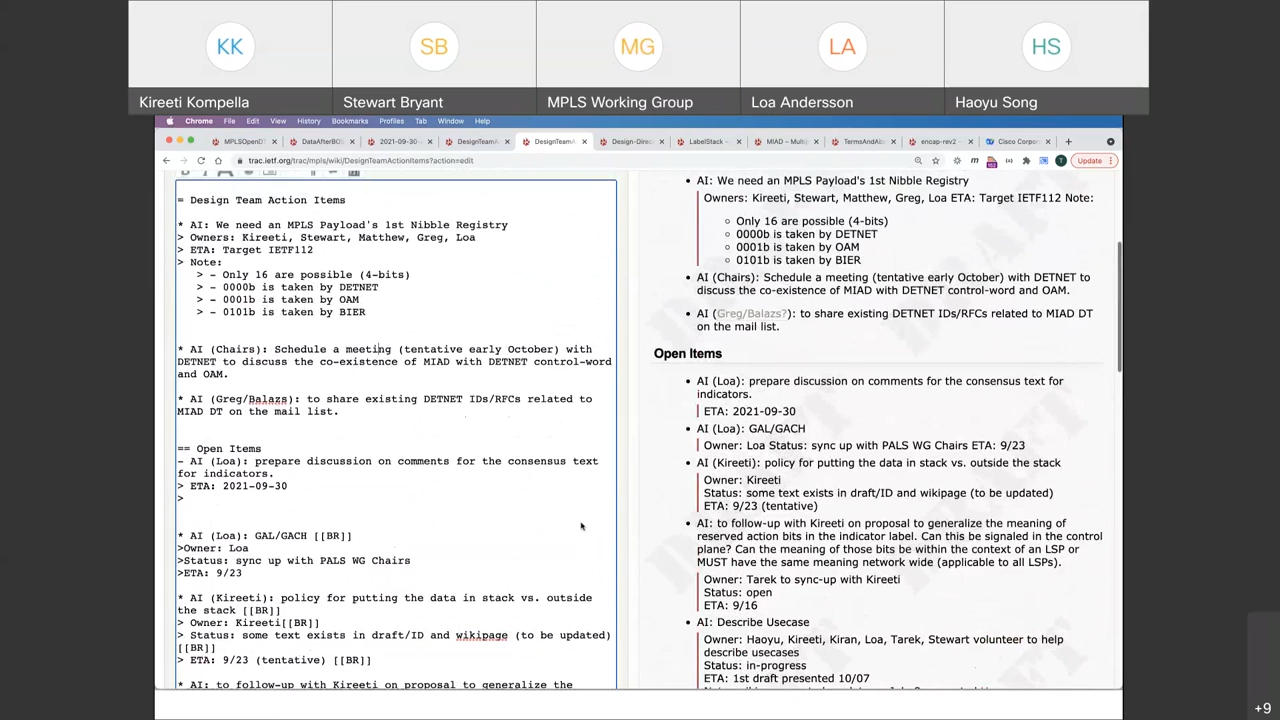 KK
SB
MG
LA
HS
Kireeti Kompella
Stewart Bryant
MPLS Working Group
Loa Andersson
Haoyu Song
Chrome File Edit View History Bookmarks Profiles Tab Window Help
MPLSOpenDT
DataAfterBOS
2021-09-30 –
DesignTeamA
DesignTeamA
Design-Direc
LabelStack –
MIAD – Multi
TermsAndAb
encap-rev2 –
Cisco Corpor
trac.ietf.org/trac/mpls/wiki/DesignTeamActionItems?action=edit
Update
= Design Team Action Items
* AI: We need an MPLS Payload's 1st Nibble Registry
> Owners: Kireeti, Stewart, Matthew, Greg, Loa
> ETA: Target IETF112
> Note:
> - Only 16 are possible (4-bits)
> - 0000b is taken by DETNET
> - 0001b is taken by OAM
> - 0101b is taken by BIER
* AI (Chairs): Schedule a meeting (tentative early October) with
DETNET to discuss the co-existence of MIAD with DETNET control-word
and OAM.
* AI (Greg/Balazs): to share existing DETNET IDs/RFCs related to
MIAD DT on the mail list.
== Open Items
- AI (Loa): prepare discussion on comments for the consensus text
for indicators.
> ETA: 2021-09-30
>
* AI (Loa): GAL/GACH [[BR]]
>Owner: Loa
>Status: sync up with PALS WG Chairs
>ETA: 9/23
* AI (Kireeti): policy for putting the data in stack vs. outside
the stack [[BR]]
> Owner: Kireeti[[BR]]
> Status: some text exists in draft/ID and wikipage (to be updated)
[[BR]]
> ETA: 9/23 (tentative) [[BR]]
* AI: to follow-up with Kireeti on proposal to generalize the
• AI: We need an MPLS Payload's 1st Nibble Registry
Owners: Kireeti, Stewart, Matthew, Greg, Loa ETA: Target IETF112 Note:
○ Only 16 are possible (4-bits)
○ 0000b is taken by DETNET
○ 0001b is taken by OAM
○ 0101b is taken by BIER
• AI (Chairs): Schedule a meeting (tentative early October) with DETNET to
discuss the co-existence of MIAD with DETNET control-word and OAM.
• AI (Greg/Balazs?): to share existing DETNET IDs/RFCs related to MIAD DT
on the mail list.
Open Items
• AI (Loa): prepare discussion on comments for the consensus text for
indicators.
ETA: 2021-09-30
• AI (Loa): GAL/GACH
Owner: Loa Status: sync up with PALS WG Chairs ETA: 9/23
• AI (Kireeti): policy for putting the data in stack vs. outside the stack
Owner: Kireeti
Status: some text exists in draft/ID and wikipage (to be updated)
ETA: 9/23 (tentative)
• AI: to follow-up with Kireeti on proposal to generalize the meaning of
reserved action bits in the indicator label. Can this be signaled in the control
plane? Can the meaning of those bits be within the context of an LSP or
MUST have the same meaning network wide (applicable to all LSPs).
Owner: Tarek to sync-up with Kireeti
Status: open
ETA: 9/16
• AI: Describe Usecase
Owner: Haoyu, Kireeti, Kiran, Loa, Tarek, Stewart volunteer to help
describe usecases
Status: in-progress
ETA: 1st draft presented 10/07
+9